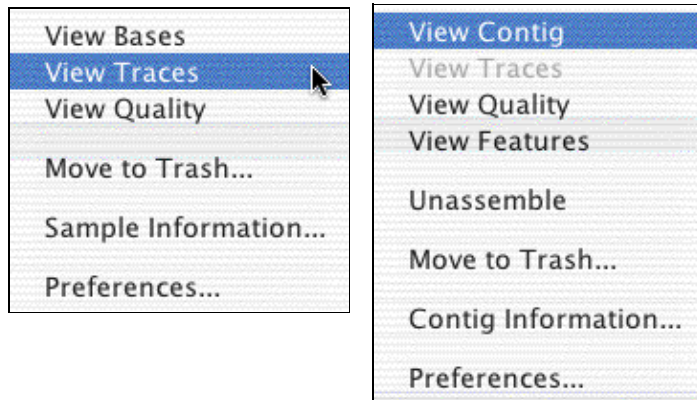 View Bases
View Traces
View Quality
Move to Trash...
Sample Information...
Preferences...
View Contig
View Traces
View Quality
View Features
Unassemble
Move to Trash...
Contig Information...
Preferences...